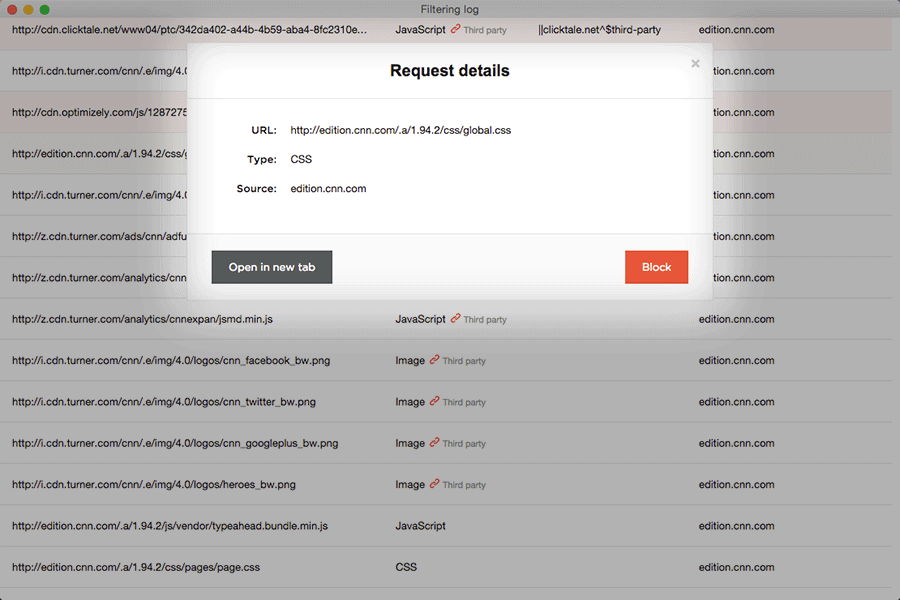 Filtering log
http://cdn.clicktale.net/www04/ptc/342da402-a44b-4b59-aba4-8fc2310e... JavaScript Third party ||clicktale.net^$third-party edition.cnn.com
Request details ×
http://i.cdn.turner.com/cnn/.e/img/4.0 tion.cnn.com
http://cdn.optimizely.com/js/1287275 tion.cnn.com
URL: http://edition.cnn.com/.a/1.94.2/css/global.css
http://edition.cnn.com/.a/1.94.2/css/g tion.cnn.com
Type: CSS
Source: edition.cnn.com
http://i.cdn.turner.com/cnn/.e/img/4.0 tion.cnn.com
http://z.cdn.turner.com/ads/cnn/adfu tion.cnn.com
Open in new tab Block
http://z.cdn.turner.com/analytics/cnn tion.cnn.com
http://z.cdn.turner.com/analytics/cnnexpan/jsmd.min.js JavaScript Third party edition.cnn.com
http://i.cdn.turner.com/cnn/.e/img/4.0/logos/cnn_facebook_bw.png Image Third party edition.cnn.com
http://i.cdn.turner.com/cnn/.e/img/4.0/logos/cnn_twitter_bw.png Image Third party edition.cnn.com
http://i.cdn.turner.com/cnn/.e/img/4.0/logos/cnn_googleplus_bw.png Image Third party edition.cnn.com
http://i.cdn.turner.com/cnn/.e/img/4.0/logos/heroes_bw.png Image Third party edition.cnn.com
http://edition.cnn.com/.a/1.94.2/js/vendor/typeahead.bundle.min.js JavaScript edition.cnn.com
http://edition.cnn.com/.a/1.94.2/css/pages/page.css CSS edition.cnn.com